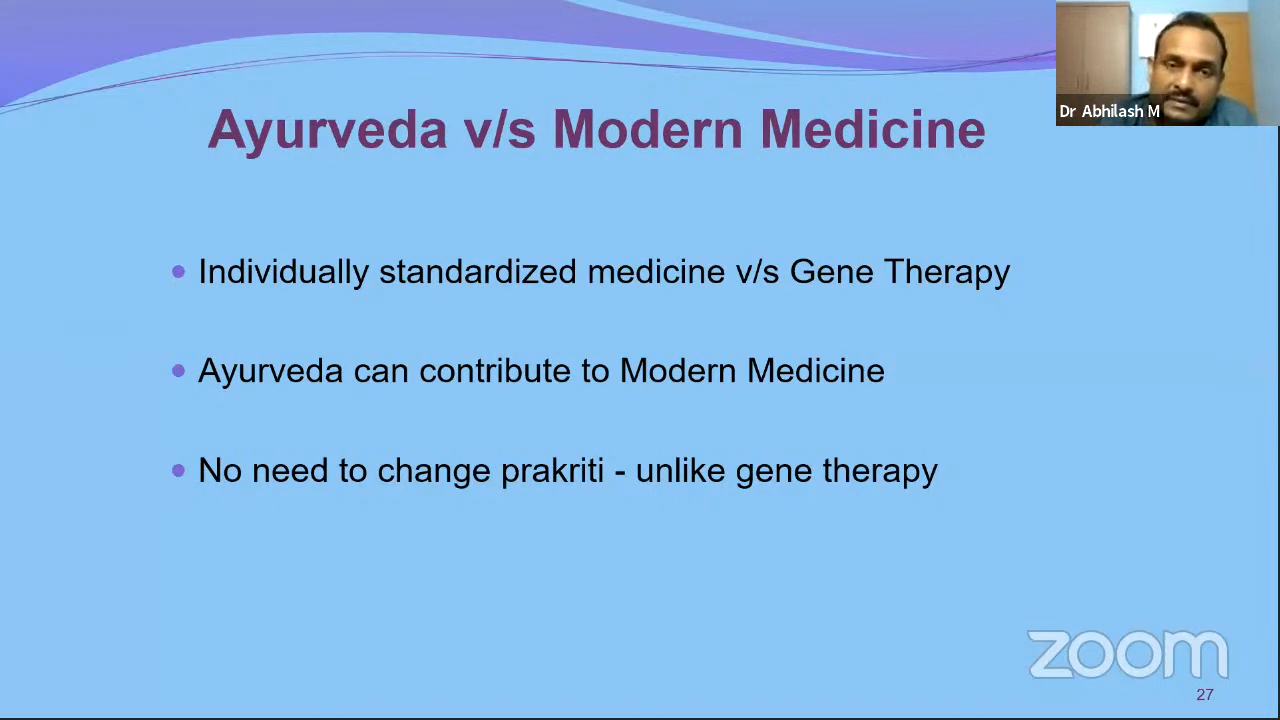 Dr Abhilash M
Ayurveda v/s Modern Medicine
• Individually standardized medicine v/s Gene Therapy
• Ayurveda can contribute to Modern Medicine
• No need to change prakriti - unlike gene therapy
zoom
27